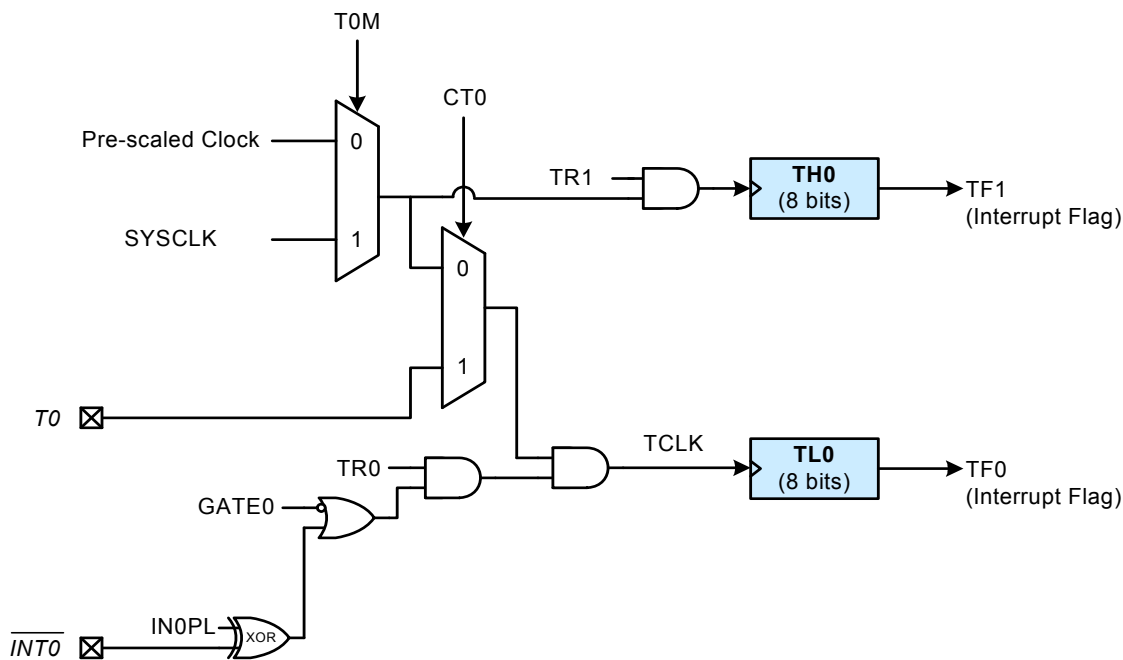 T0M
CT0
Pre-scaled Clock
0
TR1
TH0
(8 bits)
TF1
(Interrupt Flag)
SYSCLK
1
0
1
T0
TCLK
TL0
(8 bits)
TF0
(Interrupt Flag)
TR0
GATE0
IN0PL
XOR
INT0